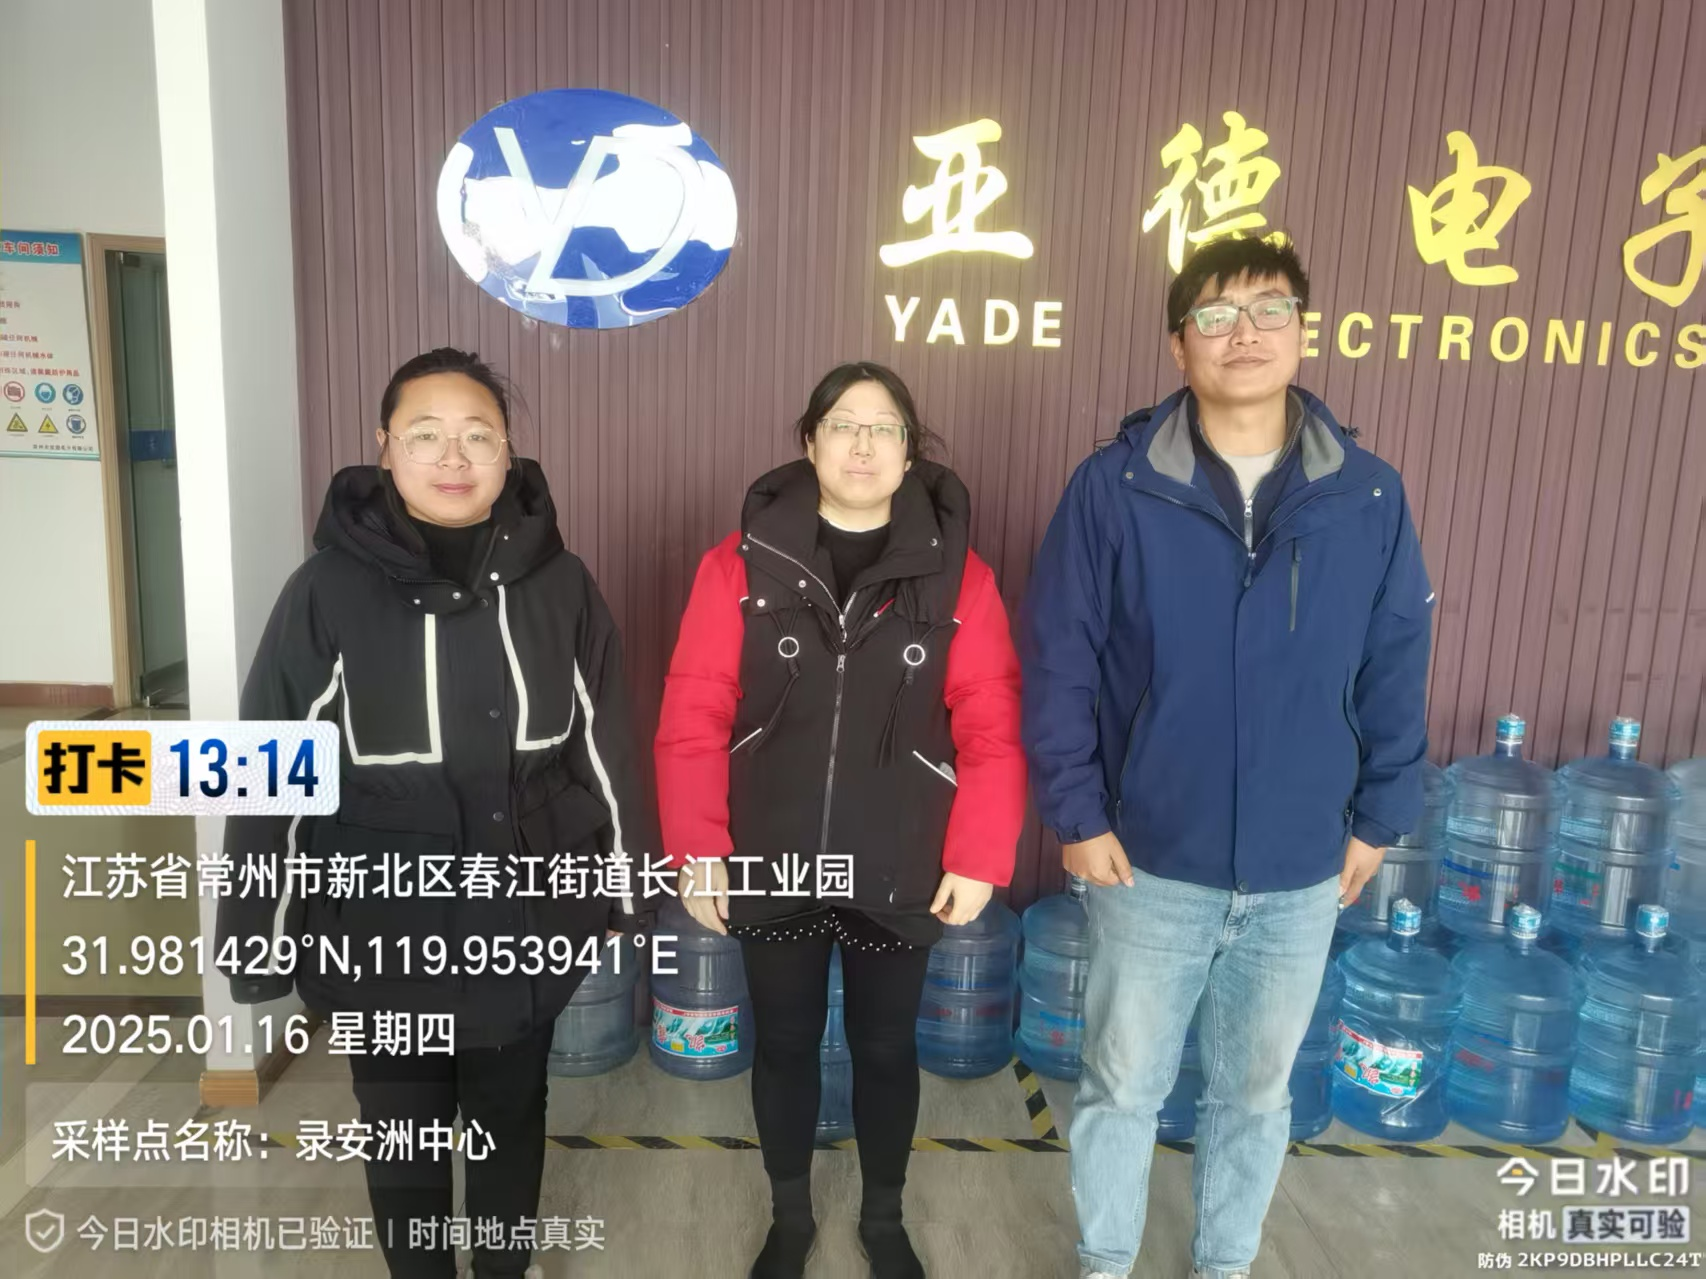 亚德电子
YADE
ECTRONICS
车间须知
打卡 13:14
江苏省常州市新北区春江街道长江工业园
31.981429°N,119.953941°E
2025.01.16 星期四
采样点名称：录安洲中心
今日水印相机已验证 | 时间地点真实
今日水印
相机 真实可验
防伪 2KP9DBHPLLC24T